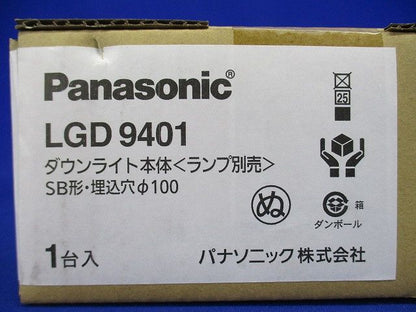 Panasonic®
LGD 9401
ダウンライト本体<ランプ別売>
SB形・埋込穴φ100
1台入
25
ぬ
箱
ダンボール
パナソニック株式会社